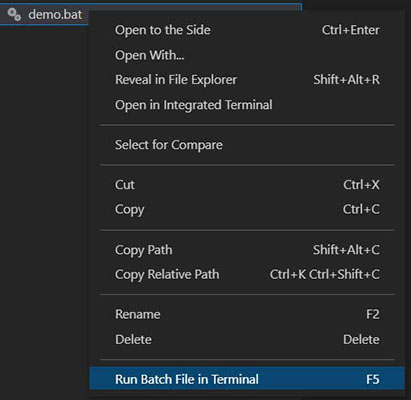 demo.bat
Open to the Side Ctrl+Enter
Open With...
Reveal in File Explorer Shift+Alt+R
Open in Integrated Terminal
Select for Compare
Cut Ctrl+X
Copy Ctrl+C
Copy Path Shift+Alt+C
Copy Relative Path Ctrl+K Ctrl+Shift+C
Rename F2
Delete Delete
Run Batch File in Terminal F5